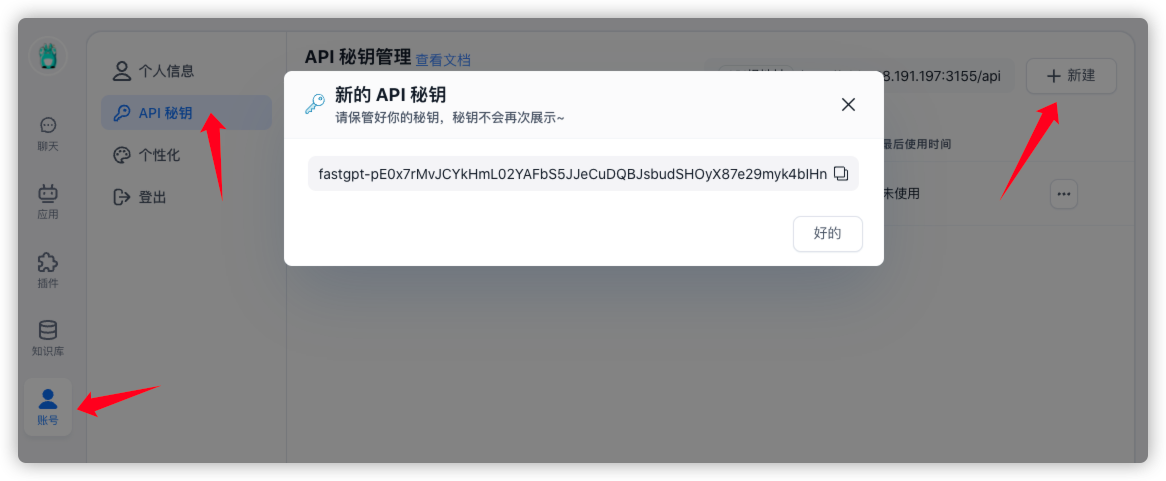 API 秘钥管理 查看文档
8.191.197:3155/api
新建
新的 API 秘钥
请保管好你的秘钥，秘钥不会再次展示~
fastgpt-pE0x7rMvJCYkHmL02YAFbS5JJeCuDQBJsbudSHOyX87e29myk4blHn
好的
最后使用时间
未使用
个人信息
API 秘钥
个性化
登出
聊天
应用
插件
知识库
账号